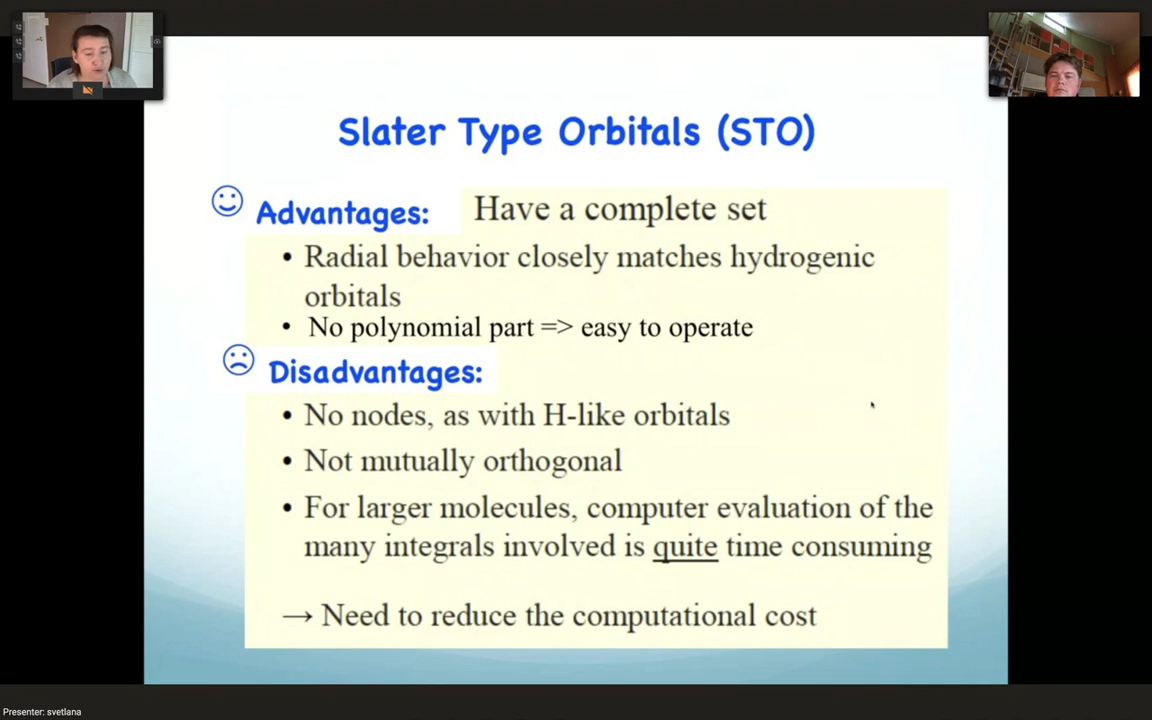 Slater Type Orbitals (STO)
Advantages: Have a complete set
• Radial behavior closely matches hydrogenic
orbitals
• No polynomial part => easy to operate
Disadvantages:
• No nodes, as with H-like orbitals
• Not mutually orthogonal
• For larger molecules, computer evaluation of the
many integrals involved is quite time consuming
→ Need to reduce the computational cost
Presenter: svetlana